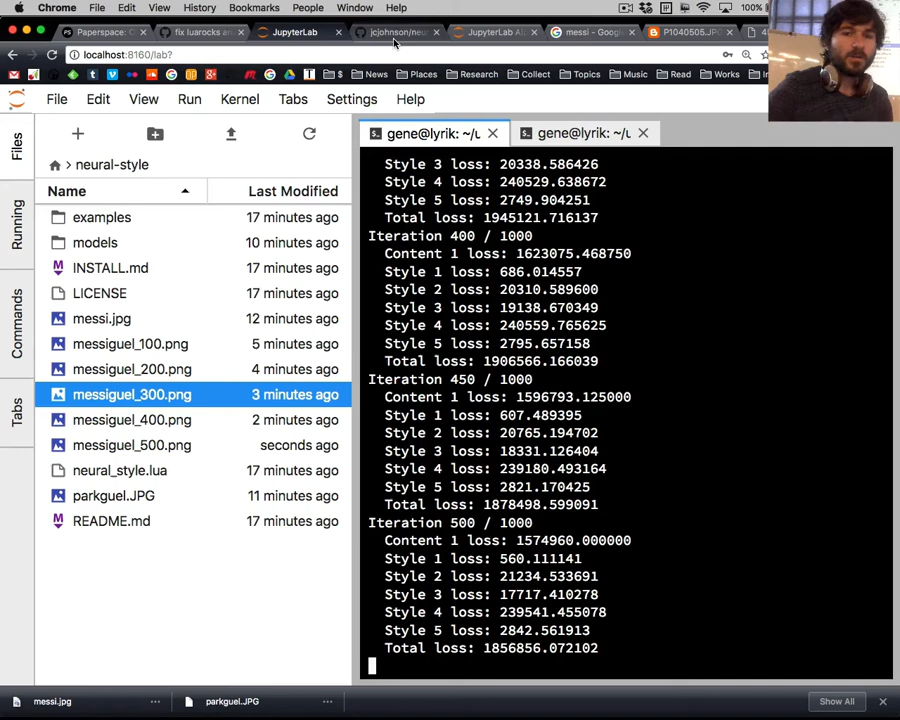 Chrome File Edit View History Bookmarks People Window Help 100%
Paperspace: C fix luarocks an JupyterLab jcjohnson/neur JupyterLab Al messi - Google P1040505.JPG
localhost:8160/lab?
$ News Places Research Collect Topics Music Read Works
File Edit View Run Kernel Tabs Settings Help
Files
Running
Commands
Tabs
neural-style
Name Last Modified
examples 17 minutes ago
models 10 minutes ago
INSTALL.md 17 minutes ago
LICENSE 17 minutes ago
messi.jpg 12 minutes ago
messiguel_100.png 5 minutes ago
messiguel_200.png 4 minutes ago
messiguel_300.png 3 minutes ago
messiguel_400.png 2 minutes ago
messiguel_500.png seconds ago
neural_style.lua 17 minutes ago
parkguel.JPG 11 minutes ago
README.md 17 minutes ago
gene@lyrik: ~/u gene@lyrik: ~/u
Style 3 loss: 20338.586426
Style 4 loss: 240529.638672
Style 5 loss: 2749.904251
Total loss: 1945121.716137
Iteration 400 / 1000
Content 1 loss: 1623075.468750
Style 1 loss: 686.014557
Style 2 loss: 20310.589600
Style 3 loss: 19138.670349
Style 4 loss: 240559.765625
Style 5 loss: 2795.657158
Total loss: 1906566.166039
Iteration 450 / 1000
Content 1 loss: 1596793.125000
Style 1 loss: 607.489395
Style 2 loss: 20765.194702
Style 3 loss: 18331.126404
Style 4 loss: 239180.493164
Style 5 loss: 2821.170425
Total loss: 1878498.599091
Iteration 500 / 1000
Content 1 loss: 1574960.000000
Style 1 loss: 560.111141
Style 2 loss: 21234.533691
Style 3 loss: 17717.410278
Style 4 loss: 239541.455078
Style 5 loss: 2842.561913
Total loss: 1856856.072102
messi.jpg parkguel.JPG Show All